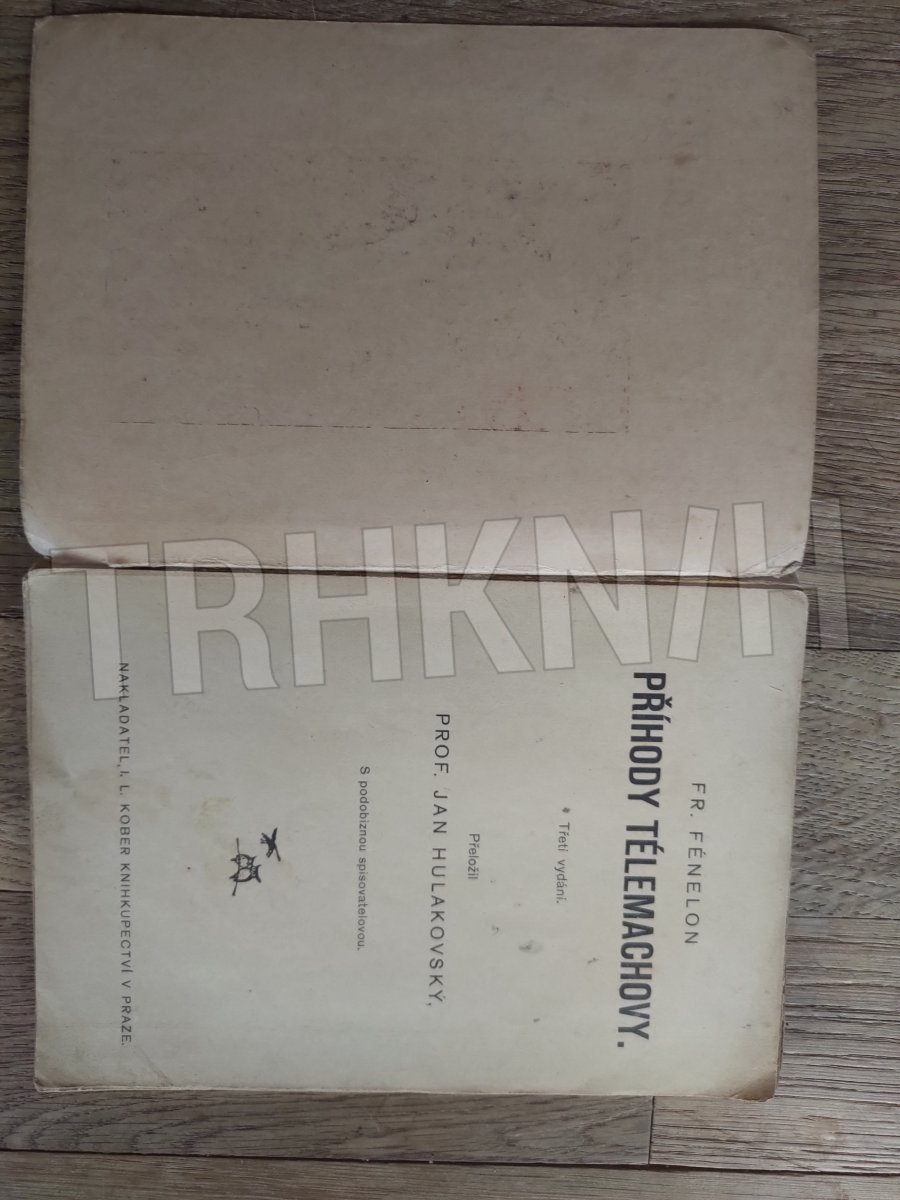 FR. FÉNELON
PŘÍHODY TÉLEMACHOVY.
Třetí vydání.
Přeložil
PROF. JAN HULAKOVSKÝ,
S podobiznou spisovatelovou.
NAKLADATEL, I. L. KOBER KNIHKUPECTVÍ V PRAZE.
TRHKNIH